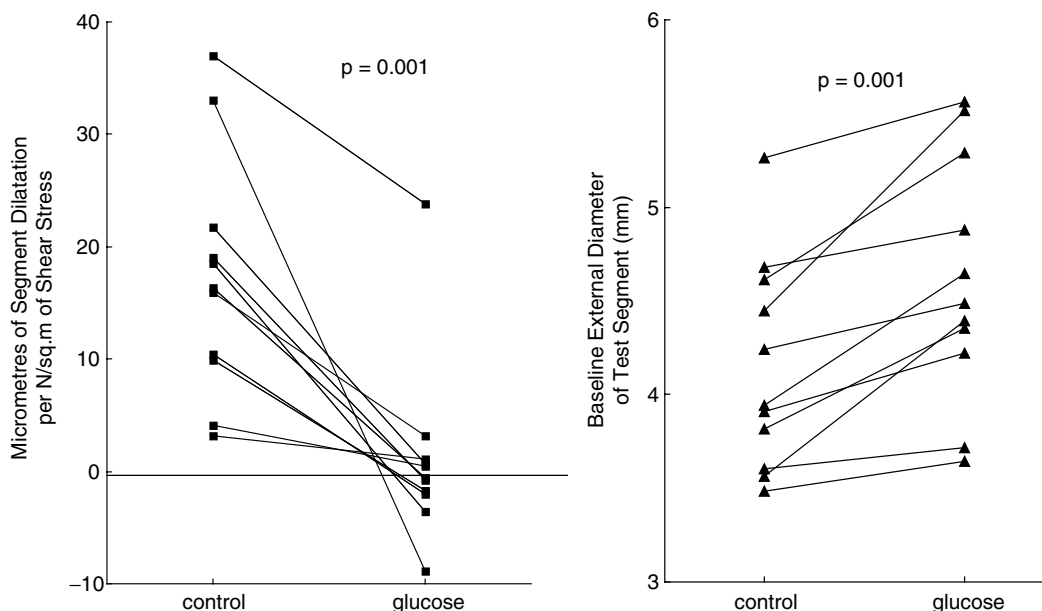 Micrometres of Segment Dilatation
per N/sq.m of Shear Stress
40
30
20
10
0
−10
p = 0.001
control
glucose
Baseline External Diameter
of Test Segment (mm)
6
5
4
3
p = 0.001
control
glucose